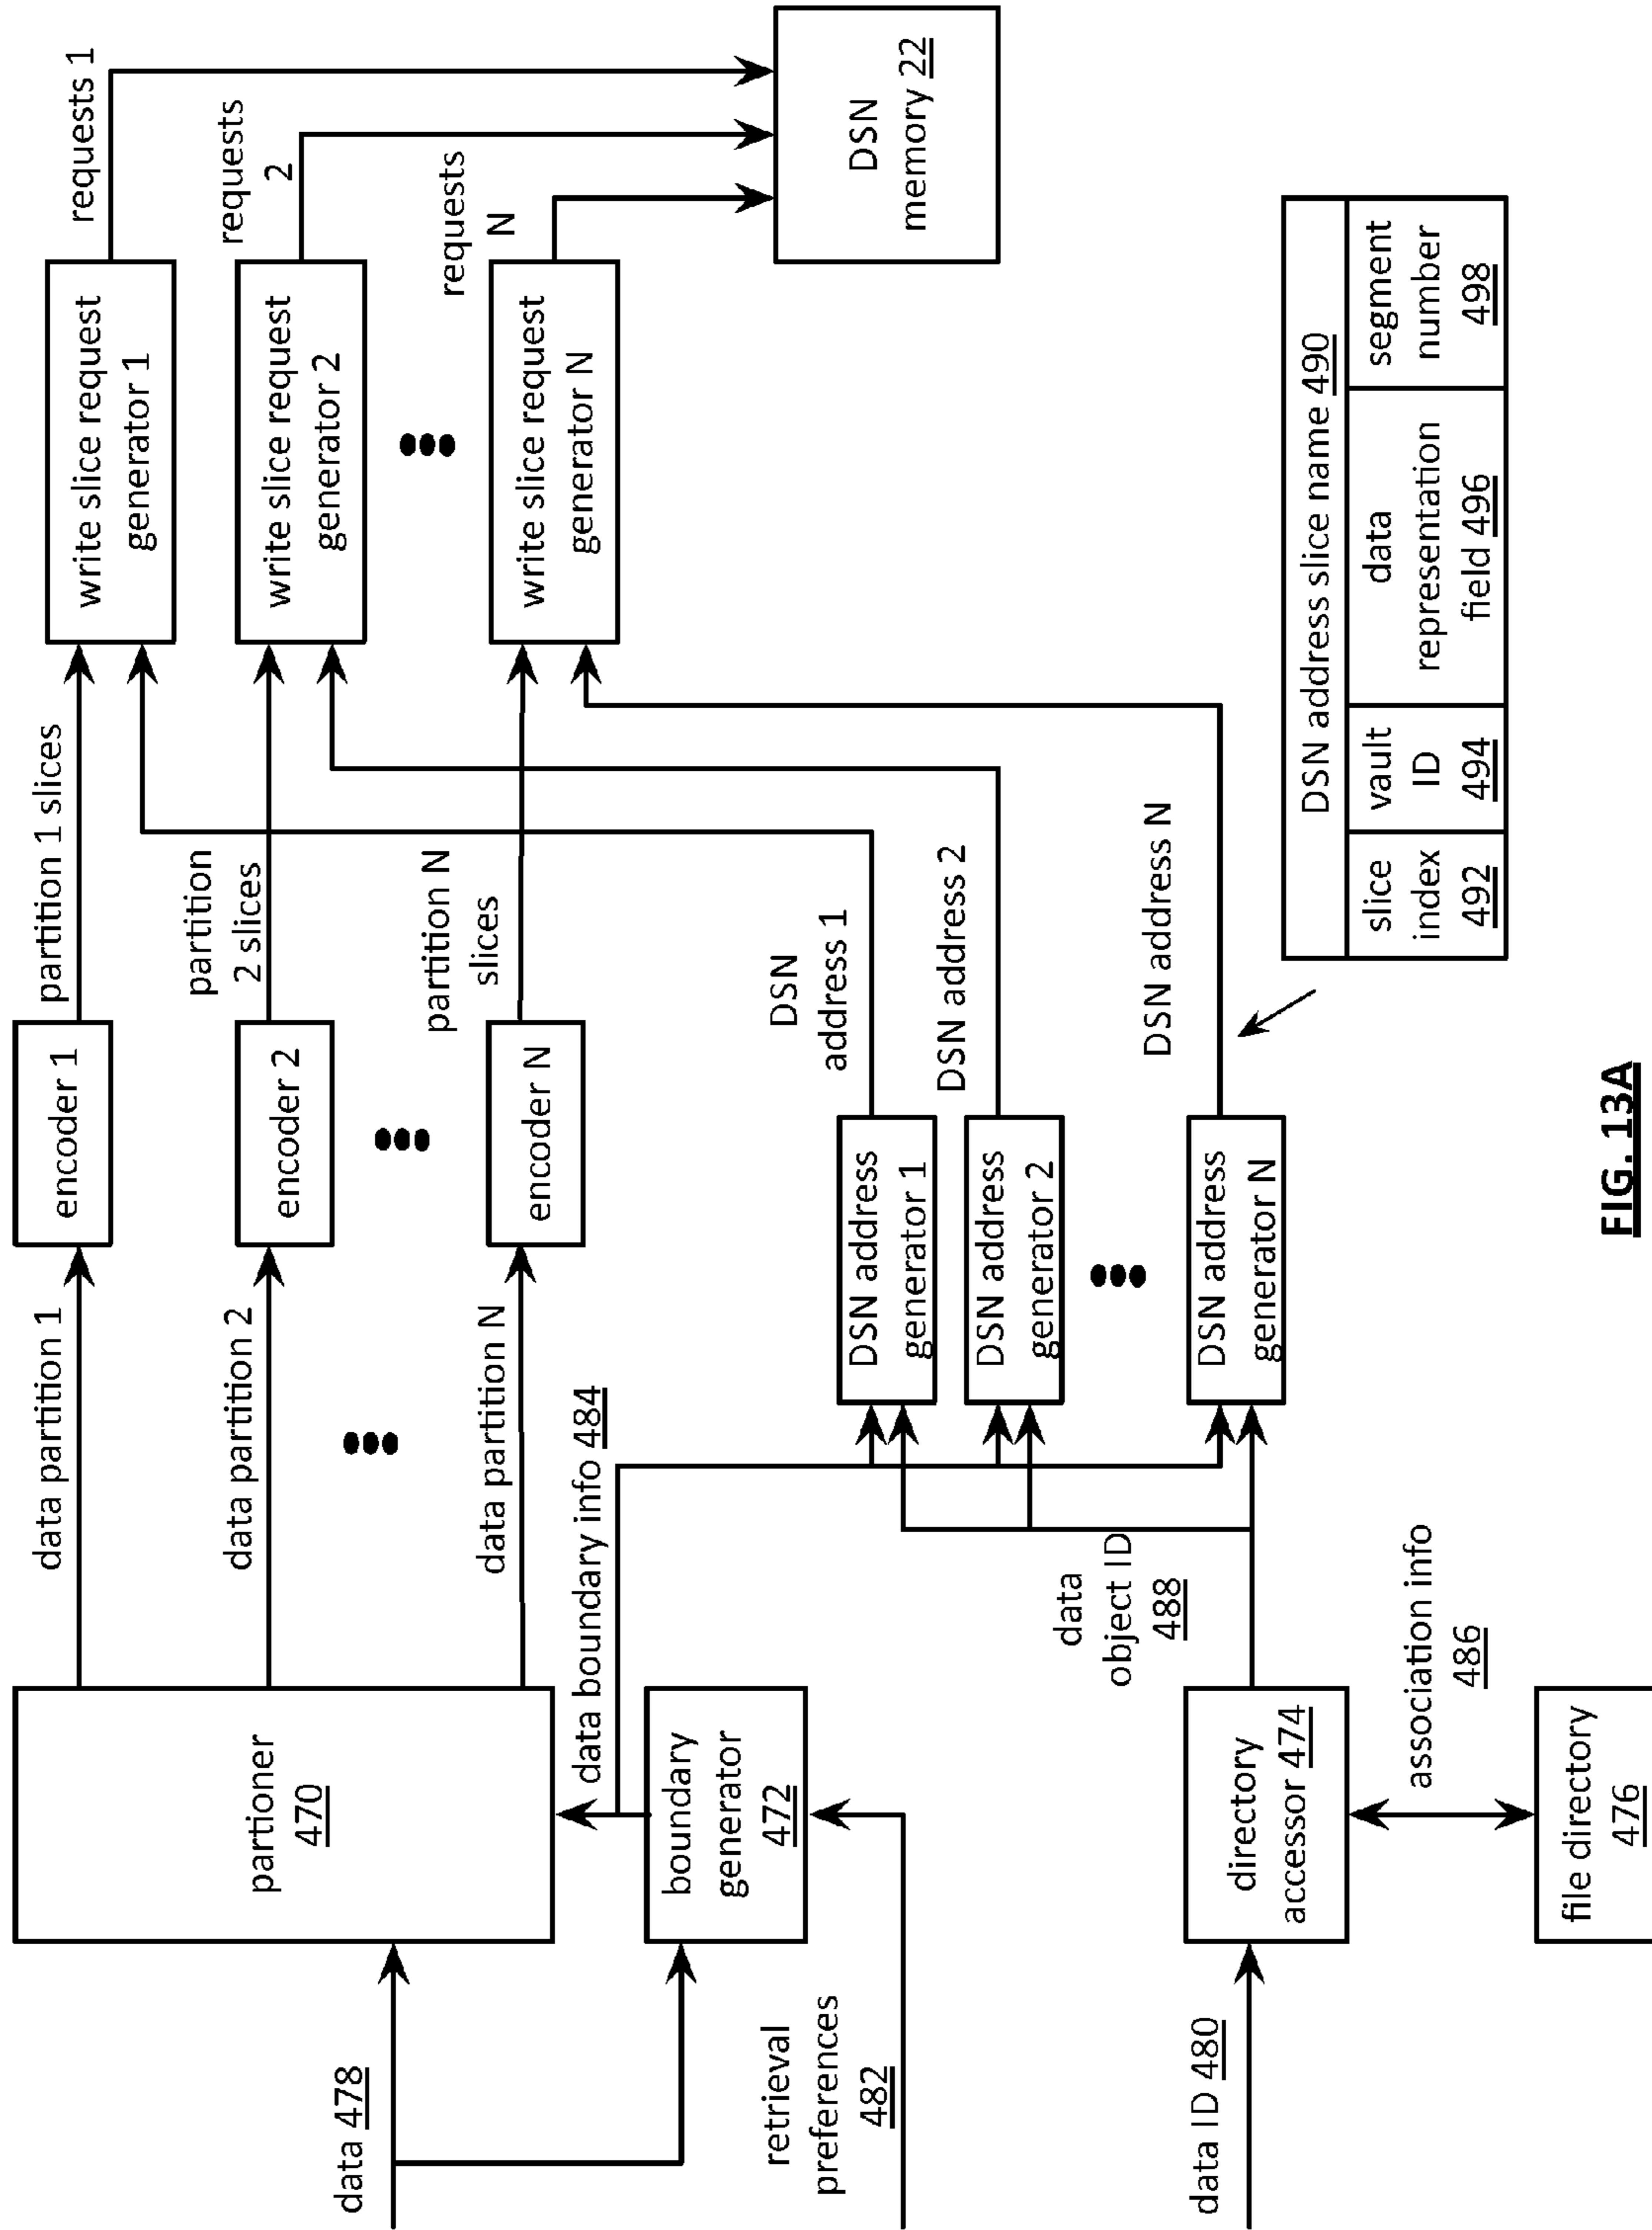 data 478
retrieval
preferences
482
data ID 480
partioner
470
boundary
generator
472
directory
accessor 474
file directory
476
association info
486
data
object ID
488
data boundary info 484
data partition 1
data partition 2
data partition N
encoder 1
encoder 2
encoder N
DSN address
generator 1
DSN address
generator 2
DSN address
generator N
partition 1 slices
partition
2 slices
partition N
slices
DSN
address 1
DSN address 2
DSN address N
write slice request
generator 1
write slice request
generator 2
write slice request
generator N
requests 1
requests
2
requests
N
DSN
memory 22
DSN address slice name 490
slice
index
492
vault
ID
494
data
representation
field 496
segment
number
498
FIG. 13A